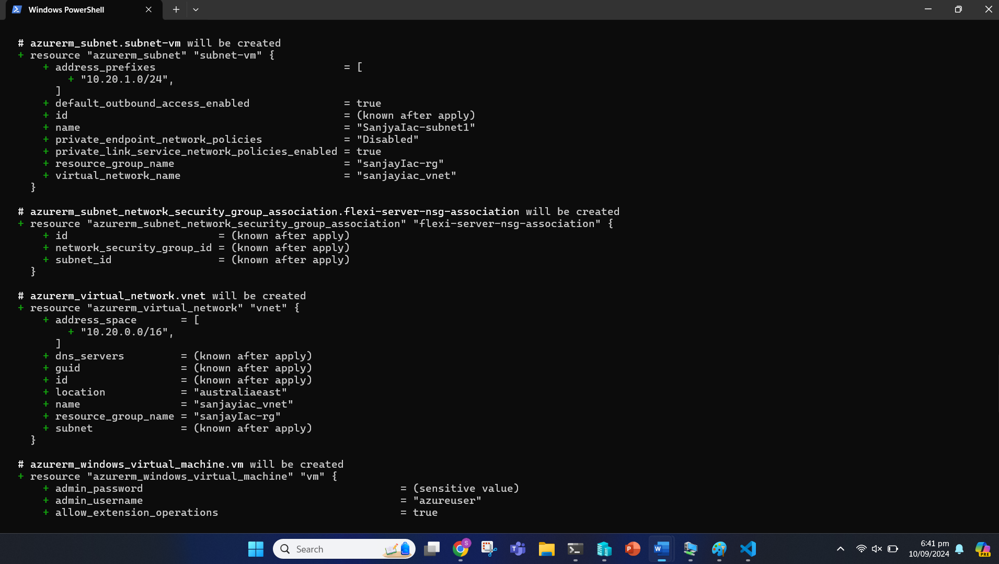 Windows PowerShell
# azurerm_subnet.subnet-vm will be created
+ resource "azurerm_subnet" "subnet-vm" {
+ address_prefixes = [
+ "10.20.1.0/24",
]
+ default_outbound_access_enabled = true
+ id = (known after apply)
+ name = "SanjyaIac-subnet1"
+ private_endpoint_network_policies = "Disabled"
+ private_link_service_network_policies_enabled = true
+ resource_group_name = "sanjayIac-rg"
+ virtual_network_name = "sanjayiac_vnet"
}
# azurerm_subnet_network_security_group_association.flexi-server-nsg-association will be created
+ resource "azurerm_subnet_network_security_group_association" "flexi-server-nsg-association" {
+ id = (known after apply)
+ network_security_group_id = (known after apply)
+ subnet_id = (known after apply)
}
# azurerm_virtual_network.vnet will be created
+ resource "azurerm_virtual_network" "vnet" {
+ address_space = [
+ "10.20.0.0/16",
]
+ dns_servers = (known after apply)
+ guid = (known after apply)
+ id = (known after apply)
+ location = "australiaeast"
+ name = "sanjayiac_vnet"
+ resource_group_name = "sanjayIac-rg"
+ subnet = (known after apply)
}
# azurerm_windows_virtual_machine.vm will be created
+ resource "azurerm_windows_virtual_machine" "vm" {
+ admin_password = (sensitive value)
+ admin_username = "azureuser"
+ allow_extension_operations = true
Search
S
T
P
W
6:41 pm
10/09/2024
PRE